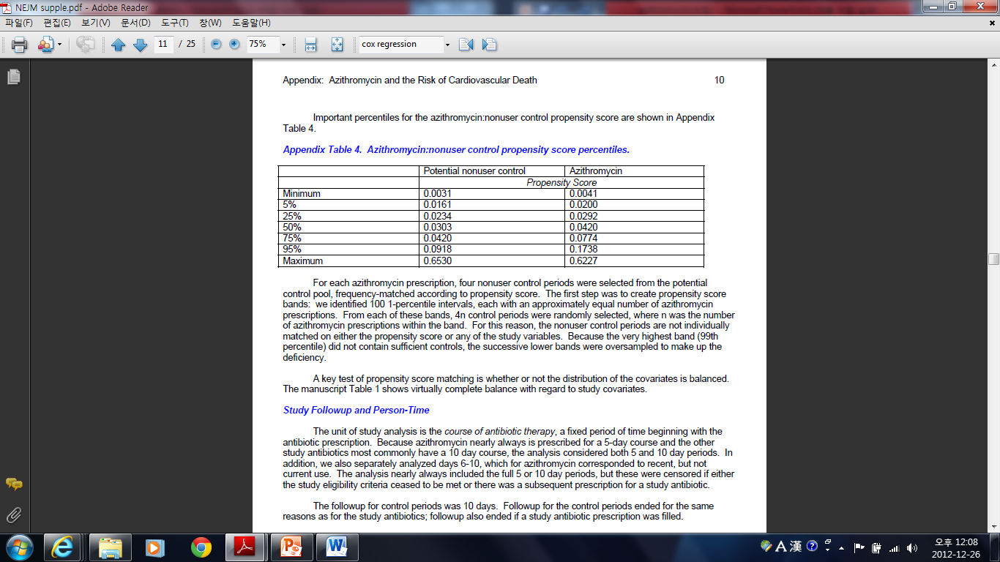 NEJM supple.pdf - Adobe Reader
파일(F) 편집(E) 보기(V) 문서(D) 도구(T) 창(W) 도움말(H)
11 / 25 75% cox regression
Appendix: Azithromycin and the Risk of Cardiovascular Death 10
Important percentiles for the azithromycin:nonuser control propensity score are shown in Appendix
Table 4.
Appendix Table 4. Azithromycin:nonuser control propensity score percentiles.
Potential nonuser control Azithromycin
Propensity Score
Minimum 0.0031 0.0041
5% 0.0161 0.0200
25% 0.0234 0.0292
50% 0.0303 0.0420
75% 0.0420 0.0774
95% 0.0918 0.1738
Maximum 0.6530 0.6227
For each azithromycin prescription, four nonuser control periods were selected from the potential
control pool, frequency-matched according to propensity score. The first step was to create propensity score
bands: we identified 100 1-percentile intervals, each with an approximately equal number of azithromycin
prescriptions. From each of these bands, 4n control periods were randomly selected, where n was the number
of azithromycin prescriptions within the band. For this reason, the nonuser control periods are not individually
matched on either the propensity score or any of the study variables. Because the very highest band (99th
percentile) did not contain sufficient controls, the successive lower bands were oversampled to make up the
deficiency.
A key test of propensity score matching is whether or not the distribution of the covariates is balanced.
The manuscript Table 1 shows virtually complete balance with regard to study covariates.
Study Followup and Person-Time
The unit of study analysis is the course of antibiotic therapy, a fixed period of time beginning with the
antibiotic prescription. Because azithromycin nearly always is prescribed for a 5-day course and the other
study antibiotics most commonly have a 10 day course, the analysis considered both 5 and 10 day periods. In
addition, we also separately analyzed days 6-10, which for azithromycin corresponded to recent, but not
current use. The analysis nearly always included the full 5 or 10 day periods, but these were censored if either
the study eligibility criteria ceased to be met or there was a subsequent prescription for a study antibiotic.
The followup for control periods was 10 days. Followup for the control periods ended for the same
reasons as for the study antibiotics; followup also ended if a study antibiotic prescription was filled.
A 漢 오후 12:08
2012-12-26